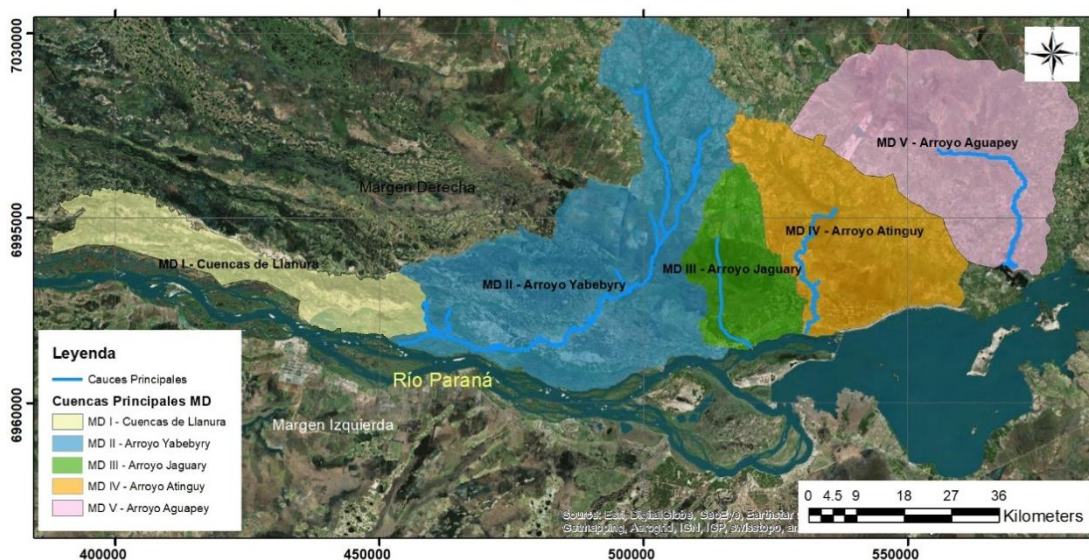 7030000
6995000
6960000
MD V - Arroyo Aguapey
Margen Derecha
MD IV - Arroyo Atinguy
MD I - Cuencas de Llanura
MD III - Arroyo Jaguary
MD II - Arroyo Yabebyry
Río Paraná
Margen Izquierda
Leyenda
Cauces Principales
Cuencas Principales MD
MD I - Cuencas de Llanura
MD II - Arroyo Yabebyry
MD III - Arroyo Jaguary
MD IV - Arroyo Atinguy
MD V - Arroyo Aguapey
0 4.5 9 18 27 36
Kilometers
Source: Esri, DigitalGlobe, GeoEye, Earthstar
Getmapping, Aerogrid, IGN, IGP, swisstopo, an
400000 450000 500000 550000